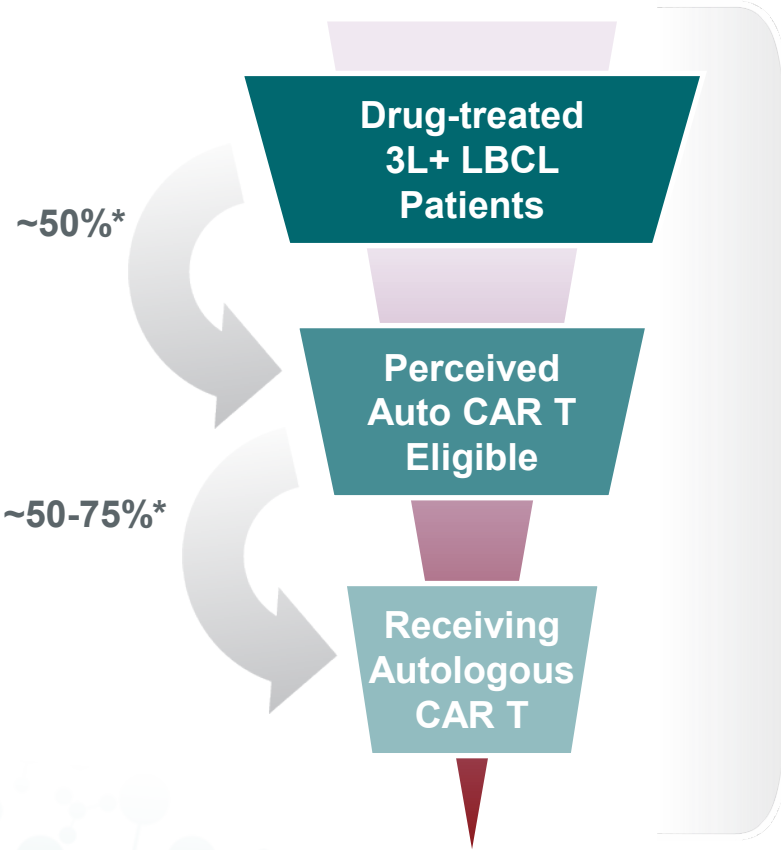 Drug-treated
3L+ LBCL
Patients
~50%*
Perceived
Auto CAR T
Eligible
~50-75%*
Receiving
Autologous
CAR T